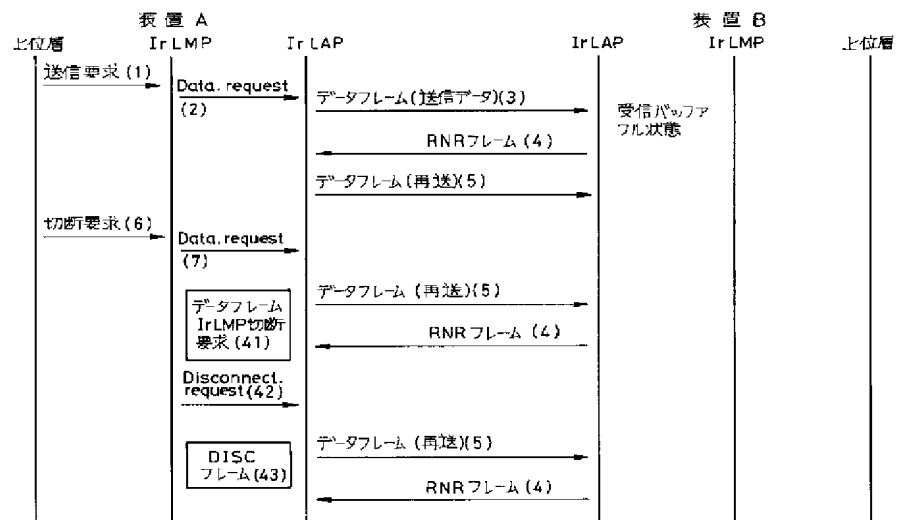 装置A
装置B
上位層
IrLMP
IrLAP
IrLAP
IrLMP
上位層
送信要求(1)
Data.request
(2)
データフレーム(送信データ)(3)
受信バッファ
フル状態
RNRフレーム(4)
データフレーム(再送)(5)
切断要求(6)
Data.request
(7)
データフレーム(再送)(5)
データフレーム
IrLMP切断
要求(41)
RNRフレーム(4)
Disconnect.
request(42)
データフレーム(再送)(5)
DISC
フレーム(43)
RNRフレーム(4)